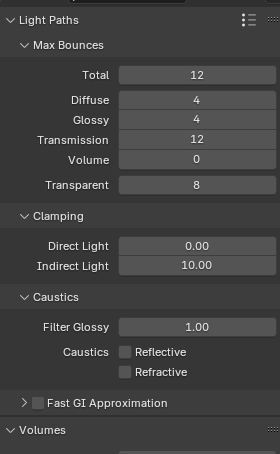 Light Paths
Max Bounces
Total 12
Diffuse 4
Glossy 4
Transmission 12
Volume 0
Transparent 8
Clamping
Direct Light 0.00
Indirect Light 10.00
Caustics
Filter Glossy 1.00
Caustics Reflective
Refractive
Fast GI Approximation
Volumes